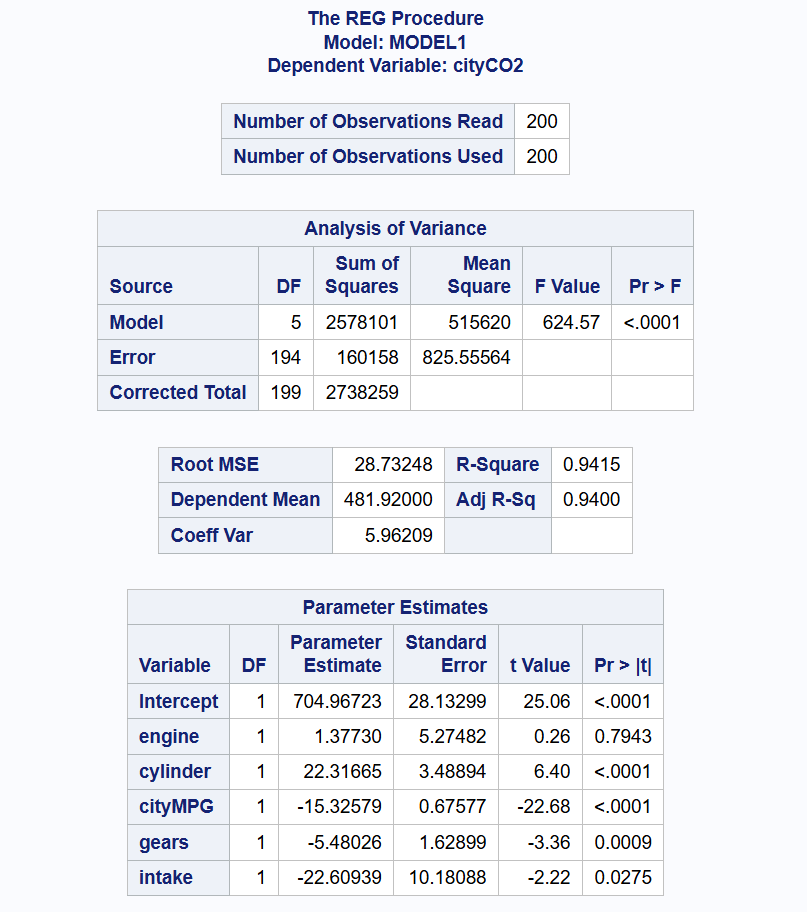 The REG Procedure
Model: MODEL1
Dependent Variable: cityCO2
Number of Observations Read 200
Number of Observations Used 200
Analysis of Variance
Source DF Sum of Squares Mean Square F Value Pr > F
Model 5 2578101 515620 624.57 <.0001
Error 194 160158 825.55564
Corrected Total 199 2738259
Root MSE 28.73248 R-Square 0.9415
Dependent Mean 481.92000 Adj R-Sq 0.9400
Coeff Var 5.96209
Parameter Estimates
Variable DF Parameter Estimate Standard Error t Value Pr > |t|
Intercept 1 704.96723 28.13299 25.06 <.0001
engine 1 1.37730 5.27482 0.26 0.7943
cylinder 1 22.31665 3.48894 6.40 <.0001
cityMPG 1 -15.32579 0.67577 -22.68 <.0001
gears 1 -5.48026 1.62899 -3.36 0.0009
intake 1 -22.60939 10.18088 -2.22 0.0275